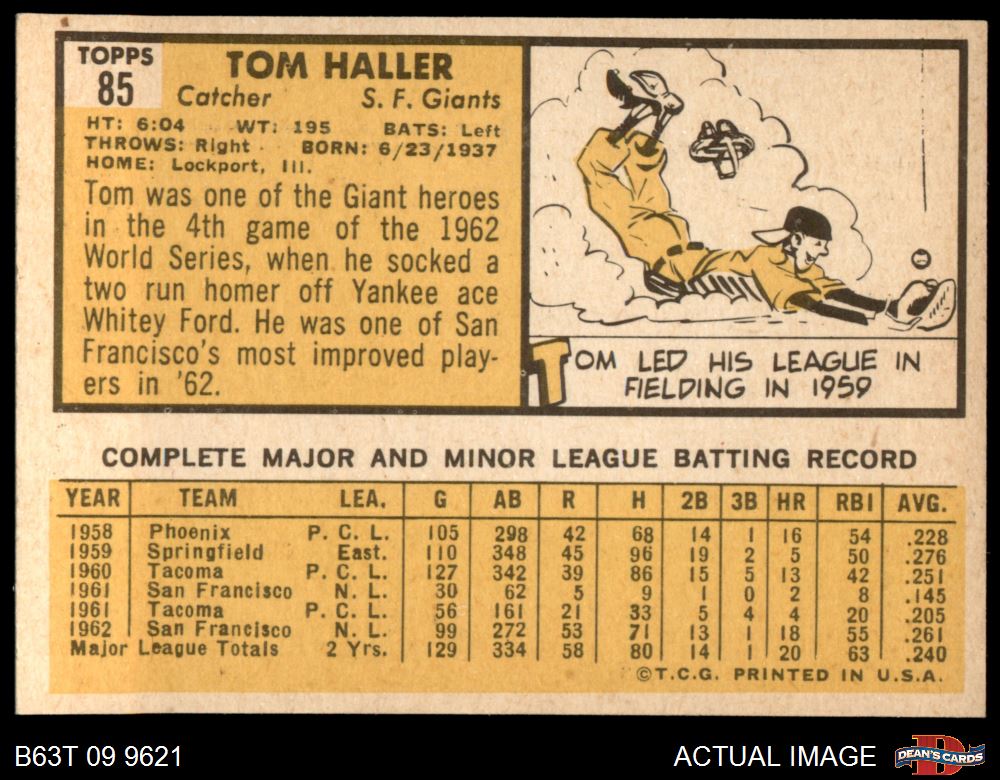 TOPPS
85
TOM HALLER
Catcher S. F. Giants
HT: 6:04 WT: 195 BATS: Left
THROWS: Right BORN: 6/23/1937
HOME: Lockport, Ill.
Tom was one of the Giant heroes
in the 4th game of the 1962
World Series, when he socked a
two run homer off Yankee ace
Whitey Ford. He was one of San
Francisco's most improved play-
ers in '62.
TOM LED HIS LEAGUE IN
FIELDING IN 1959
COMPLETE MAJOR AND MINOR LEAGUE BATTING RECORD
YEAR TEAM LEA. G AB R H 2B 3B HR RBI AVG.
1958 Phoenix P. C. L. 105 298 42 68 14 1 16 54 .228
1959 Springfield East. 110 348 45 96 19 2 5 50 .276
1960 Tacoma P. C. L. 127 342 39 86 15 5 13 42 .251
1961 San Francisco N. L. 30 62 5 9 1 0 2 8 .145
1961 Tacoma P. C. L. 56 161 21 33 5 4 4 20 .205
1962 San Francisco N. L. 99 272 53 71 13 1 18 55 .261
Major League Totals 2 Yrs. 129 334 58 80 14 1 20 63 .240
©T.C.G. PRINTED IN U.S.A.
B63T 09 9621 ACTUAL IMAGE DEAN'S CARDS